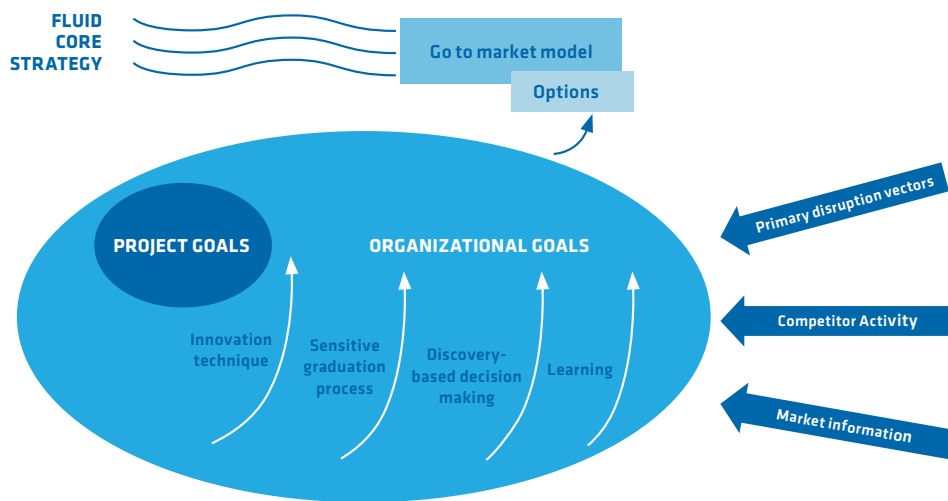 FLUID
CORE
STRATEGY
Go to market model
Options
Primary disruption vectors
PROJECT GOALS
ORGANIZATIONAL GOALS
Competitor Activity
Innovation
technique
Sensitive
graduation
process
Discovery-
based decision
making
Learning
Market information